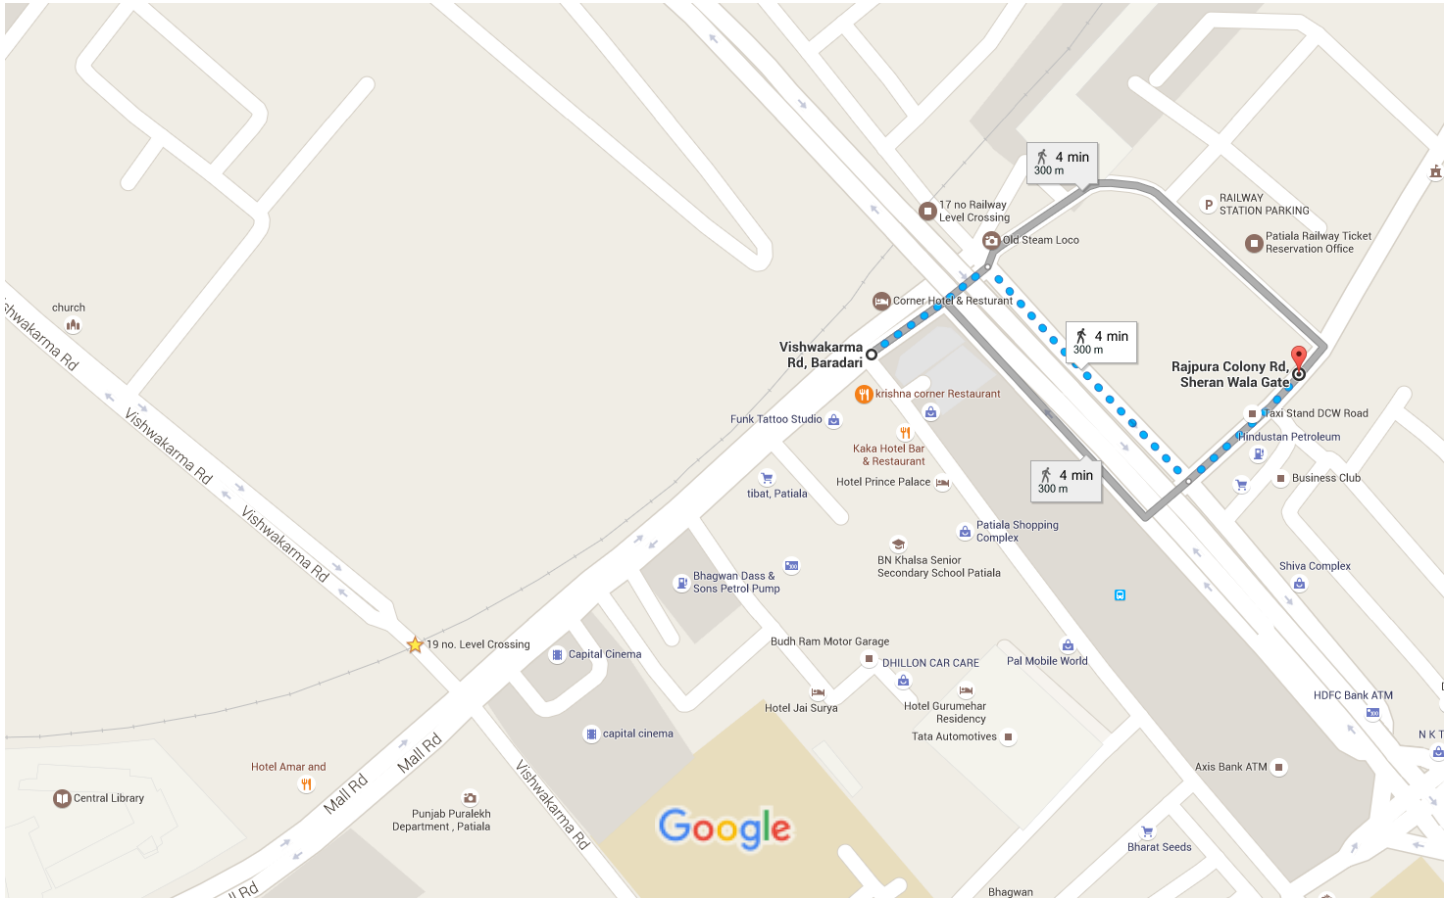 4 min
300 m
17 no Railway
Level Crossing
RAILWAY
STATION PARKING
Patiala Railway Ticket
Reservation Office
Old Steam Loco
church
Corner Hotel & Resturant
shwakarma Rd
Vishwakarma
Rd, Baradari
4 min
300 m
Rajpura Colony Rd,
Sheran Wala Gate
krishna corner Restaurant
Funk Tattoo Studio
Taxi Stand DCW Road
Hindustan Petroleum
Vishwakarma Rd
Kaka Hotel Bar
& Restaurant
4 min
300 m
Business Club
Hotel Prince Palace
tibat, Patiala
Patiala Shopping
Complex
Vishwakarma Rd
BN Khalsa Senior
Secondary School Patiala
Shiva Complex
Bhagwan Dass &
Sons Petrol Pump
19 no. Level Crossing
Capital Cinema
Budh Ram Motor Garage
DHILLON CAR CARE
Pal Mobile World
Hotel Jai Surya
Hotel Gurumehar
Residency
HDFC Bank ATM
capital cinema
Tata Automotives
N K T
Mall Rd
Hotel Amar and
Axis Bank ATM
Mall Rd
Central Library
Punjab Puralekh
Department , Patiala
Vishwakarma Rd
Google
Bharat Seeds
Bhagwan
ll Rd